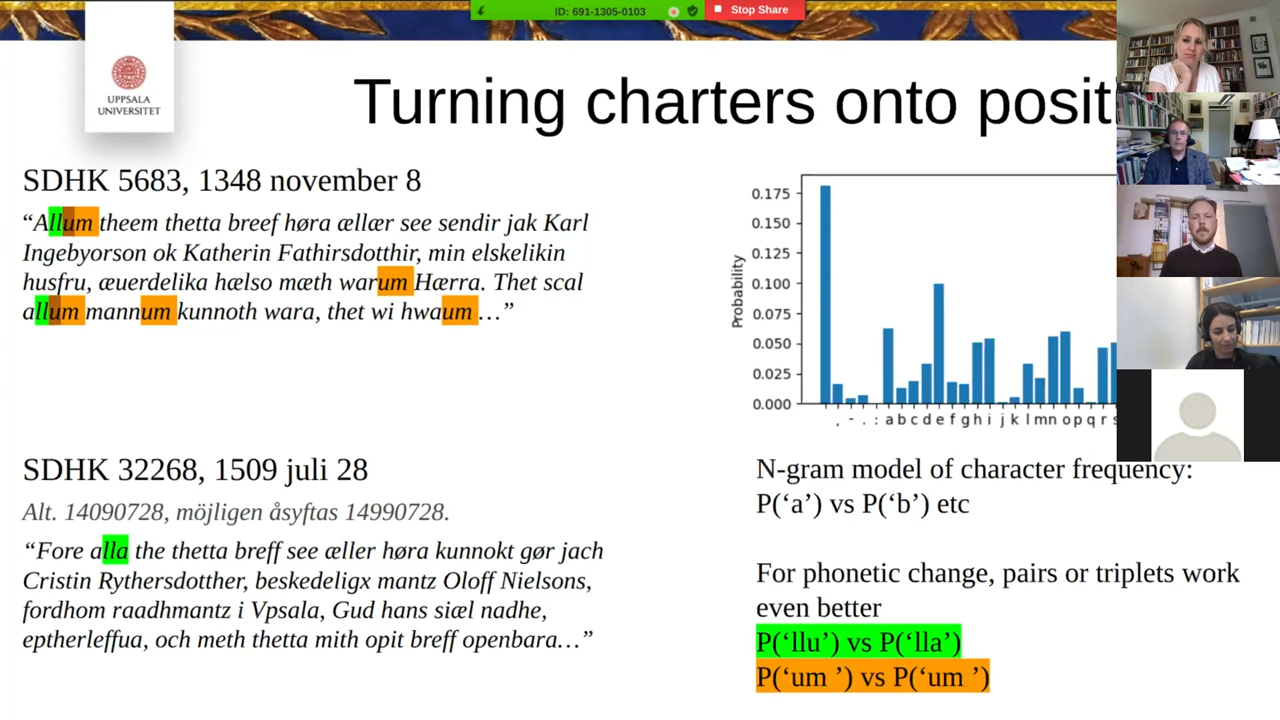 ID: 691-1305-0103
Stop Share
UPPSALA
UNIVERSITET
Turning charters onto positi
SDHK 5683, 1348 november 8
“Allum theem thetta breef høra ællær see sendir jak Karl
Ingebyorson ok Katherin Fathirsdotthir, min elskelikin
husfru, æuerdelika hælso mæth warum Hærra. Thet scal
allum mannum kunnoth wara, thet wi hwaum …”
SDHK 32268, 1509 juli 28
Alt. 14090728, möjligen åsyftas 14990728.
“Fore alla the thetta breff see æller høra kunnokt gør jach
Cristin Rythersdotther, beskedeligx mantz Oloff Nielsons,
fordhom raadhmantz i Vpsala, Gud hans siæl nadhe,
eptherleffua, och meth thetta mith opit breff openbara…”
Probability
0.175
0.150
0.125
0.100
0.075
0.050
0.025
0.000
, - . : a b c d e f g h i j k l m n o p q r s
N-gram model of character frequency:
P(‘a’) vs P(‘b’) etc
For phonetic change, pairs or triplets work
even better
P(‘llu’) vs P(‘lla’)
P(‘um ’) vs P(‘um ’)